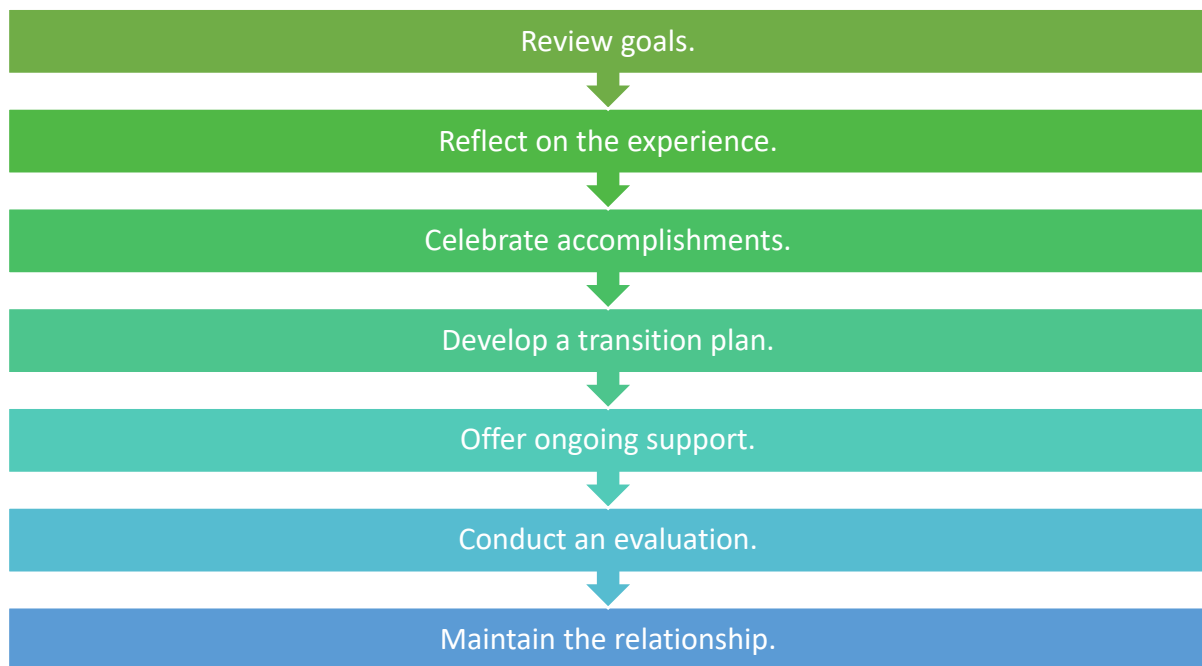 Review goals.
Reflect on the experience.
Celebrate accomplishments.
Develop a transition plan.
Offer ongoing support.
Conduct an evaluation.
Maintain the relationship.